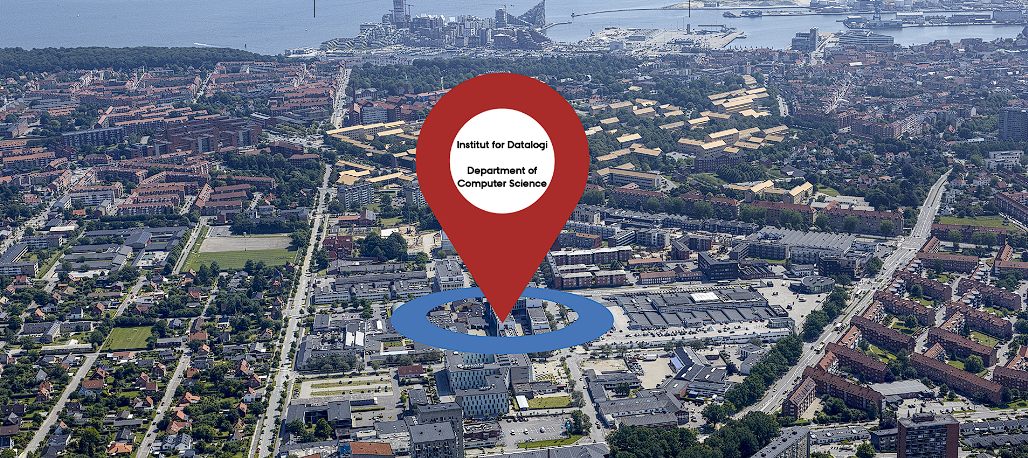 Institut for Datalogi
Department of
Computer Science